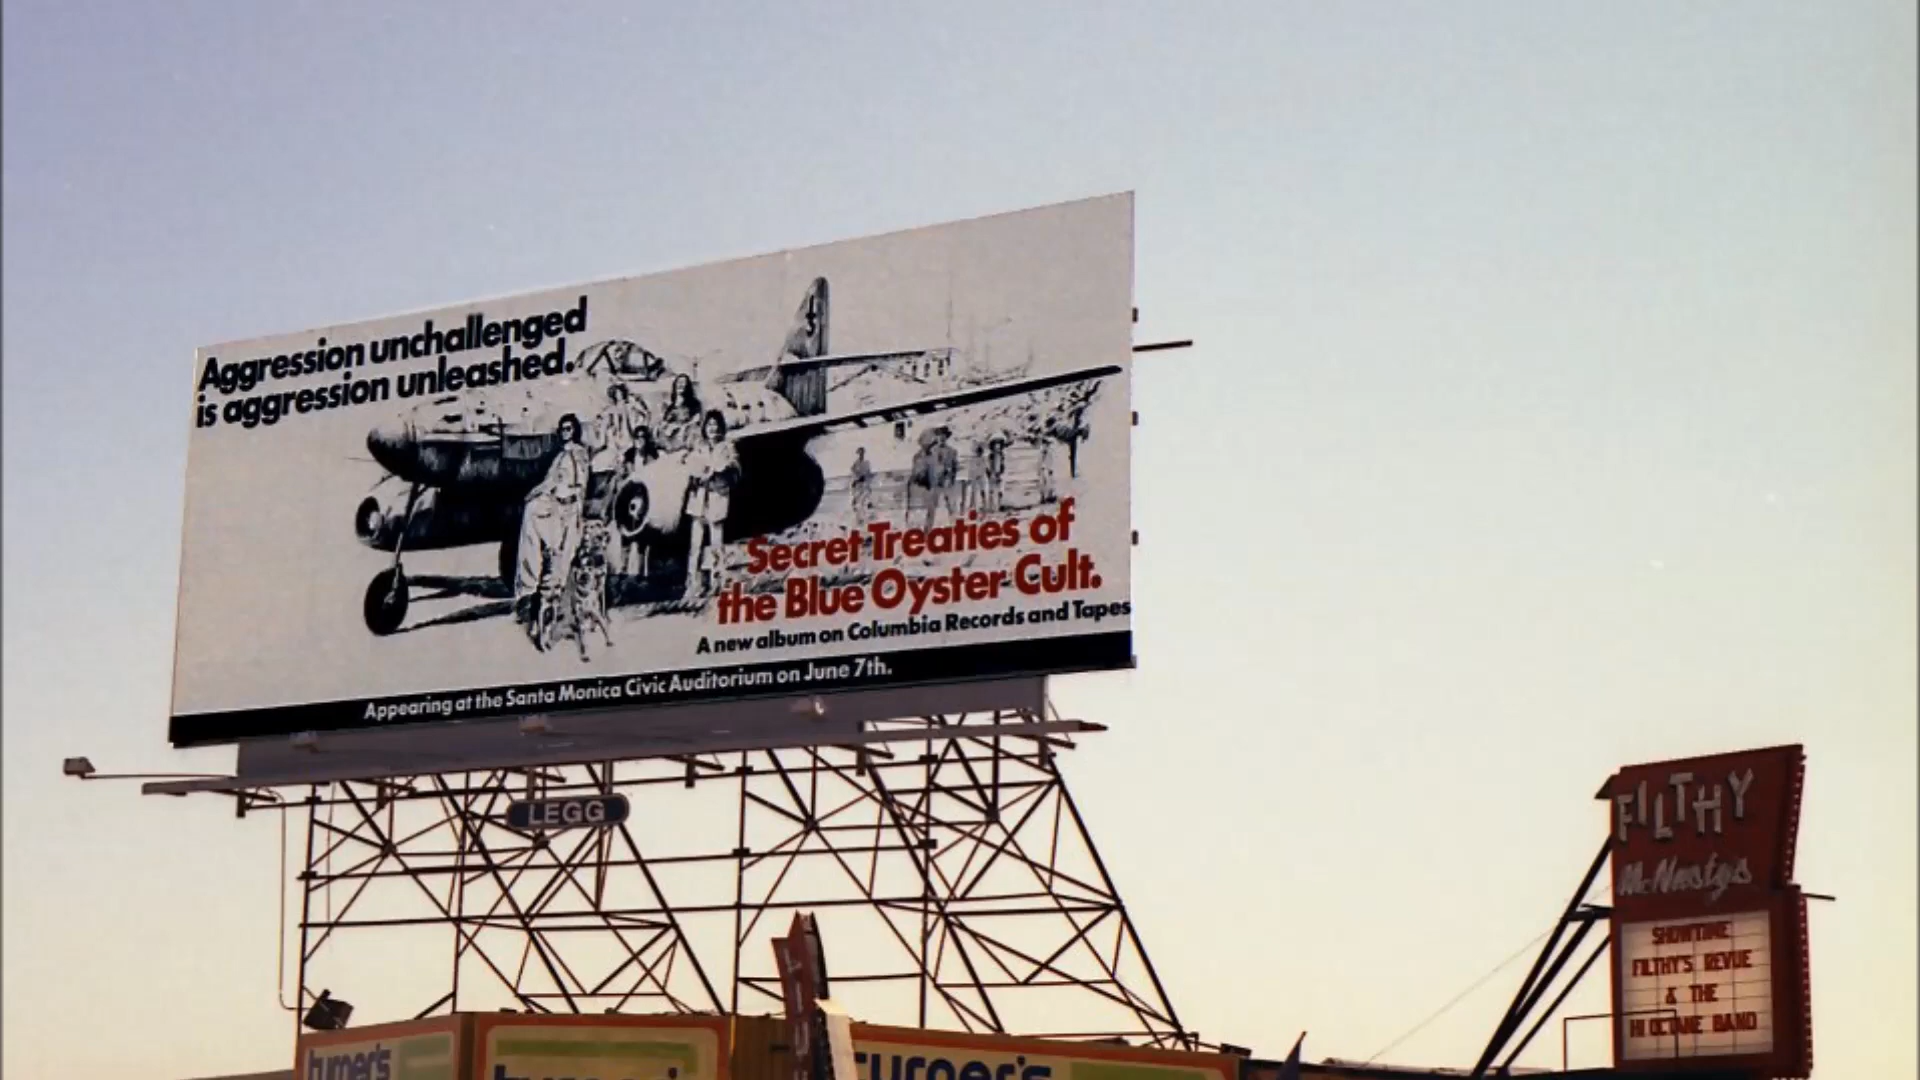 Aggression unchallenged
is aggression unleashed.
Secret Treaties of
the Blue Oyster Cult.
A new album on Columbia Records and Tapes
Appearing at the Santa Monica Civic Auditorium on June 7th.
LEGG
FILTHY
McNastys
SHOWTIME
FILTHY'S REVUE
& THE
HI OCTANE BAND
turner's
turner's
turner's